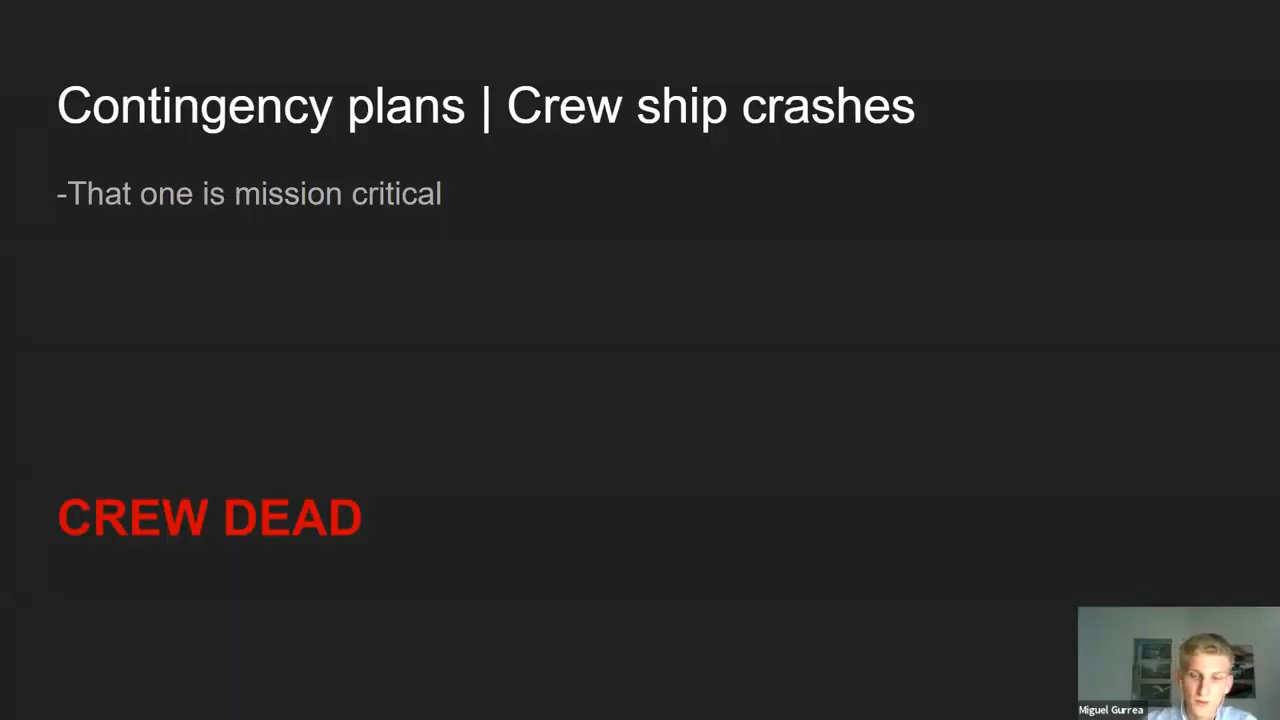 Contingency plans | Crew ship crashes
-That one is mission critical
CREW DEAD
Miguel Gurrea